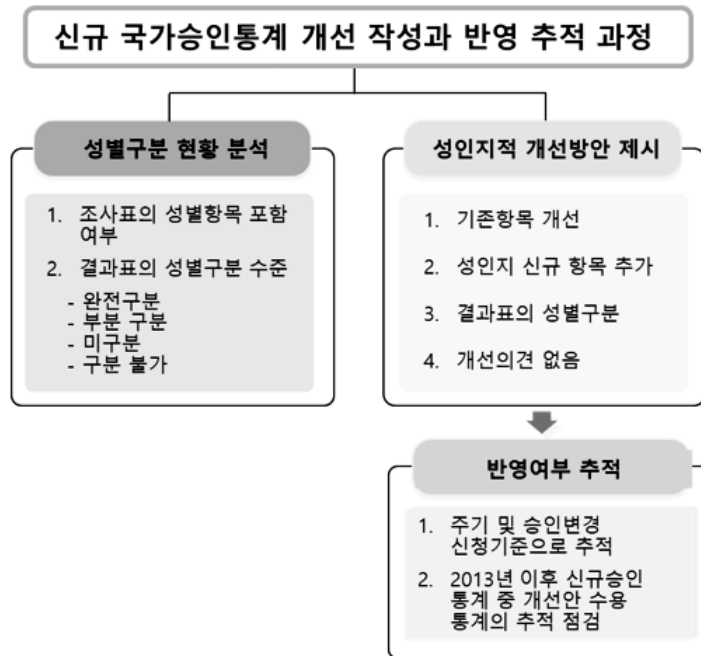 신규 국가승인통계 개선 작성과 반영 추적 과정
성별구분 현황 분석
1. 조사표의 성별항목 포함
여부
2. 결과표의 성별구분 수준
- 완전구분
- 부분 구분
- 미구분
- 구분 불가
성인지적 개선방안 제시
1. 기존항목 개선
2. 성인지 신규 항목 추가
3. 결과표의 성별구분
4. 개선의견 없음
반영여부 추적
1. 주기 및 승인변경
신청기준으로 추적
2. 2013년 이후 신규승인
통계 중 개선안 수용
통계의 추적 점검